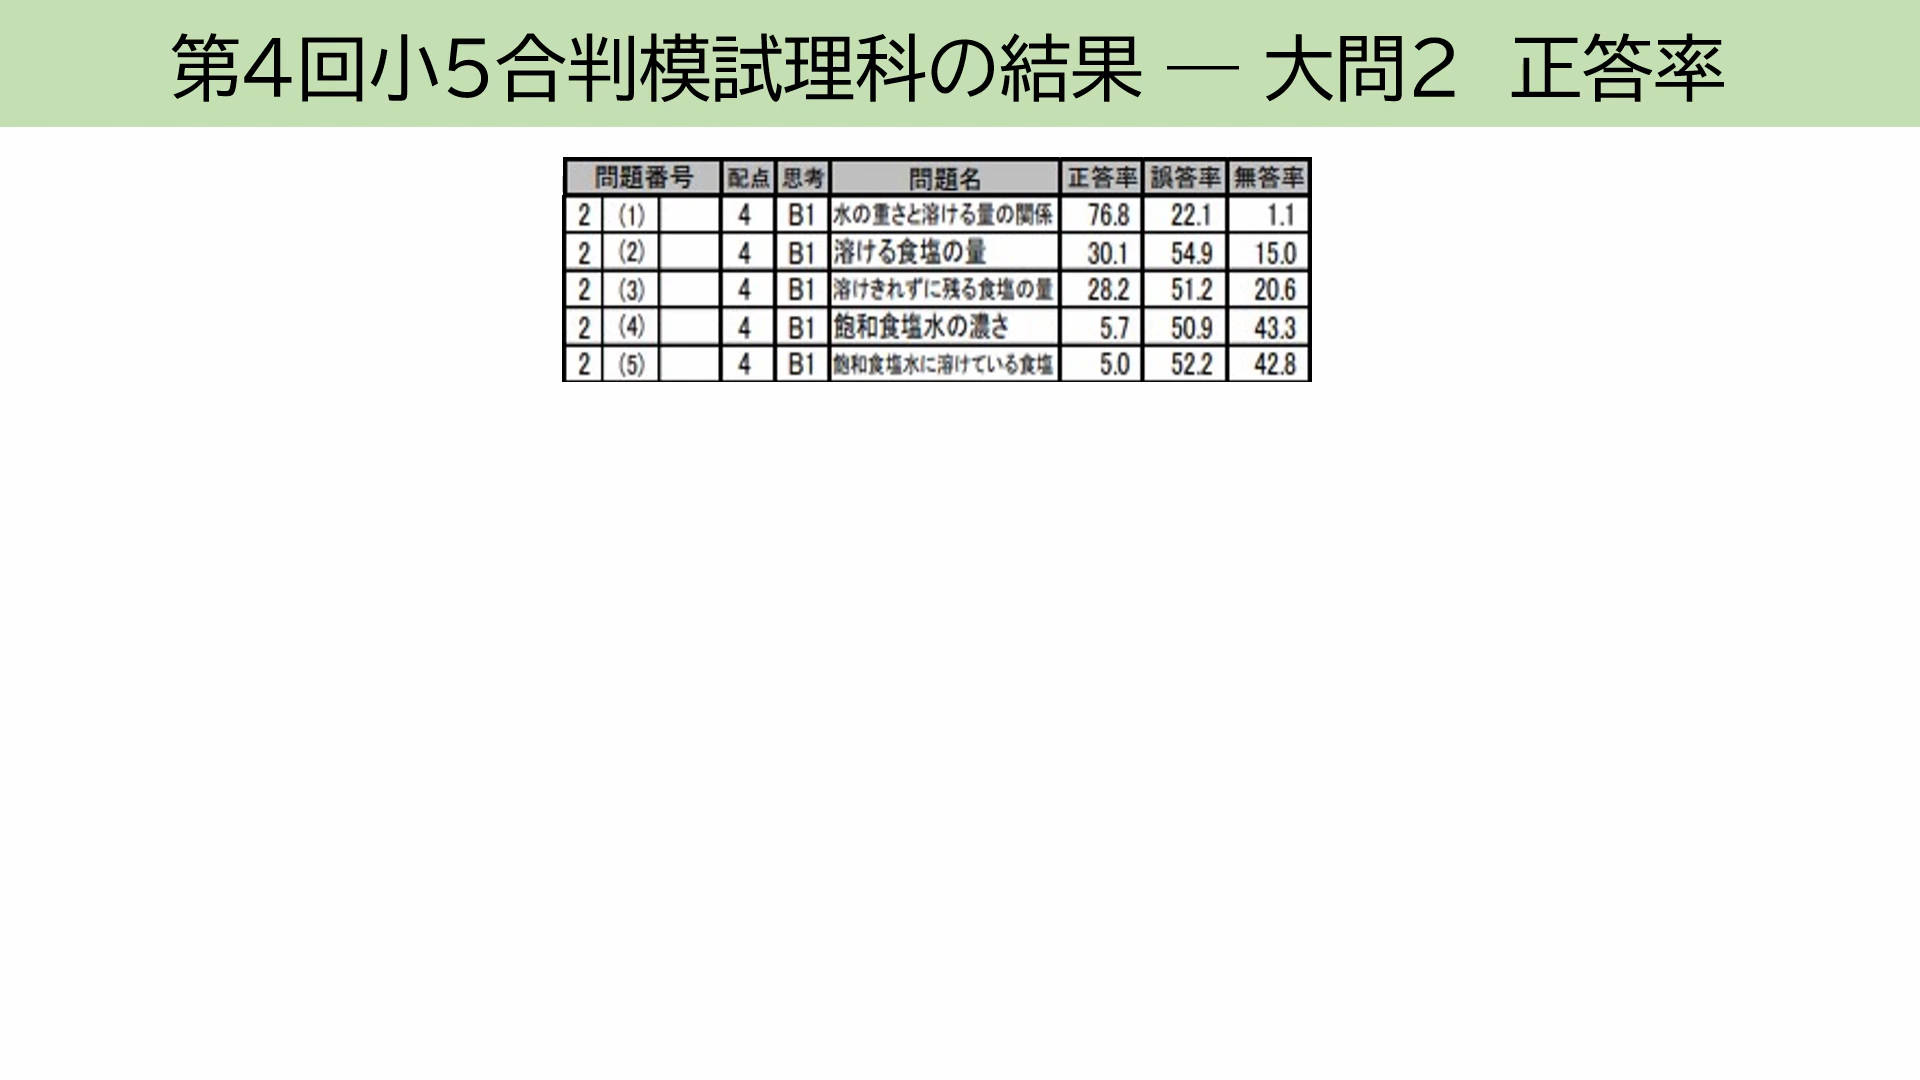 第4回小5合判模試理科の結果 ― 大問2 正答率
問題番号 配点 思考 問題名 正答率 誤答率 無答率
2 (1) 4 B1 水の重さと溶ける量の関係 76.8 22.1 1.1
2 (2) 4 B1 溶ける食塩の量 30.1 54.9 15.0
2 (3) 4 B1 溶けきれずに残る食塩の量 28.2 51.2 20.6
2 (4) 4 B1 飽和食塩水の濃さ 5.7 50.9 43.3
2 (5) 4 B1 飽和食塩水に溶けている食塩 5.0 52.2 42.8